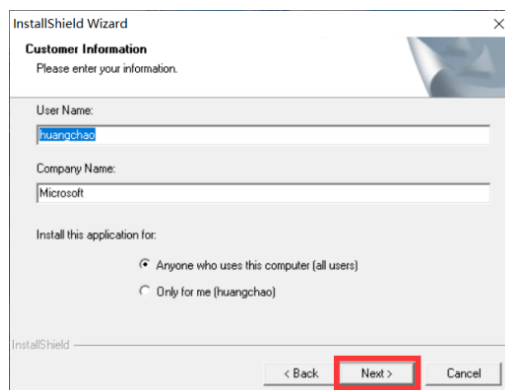 InstallShield Wizard
Customer Information
Please enter your information.
User Name:
huangchao
Company Name:
Microsoft
Install this application for:
Anyone who uses this computer (all users)
Only for me (huangchao)
InstallShield
< Back Next > Cancel